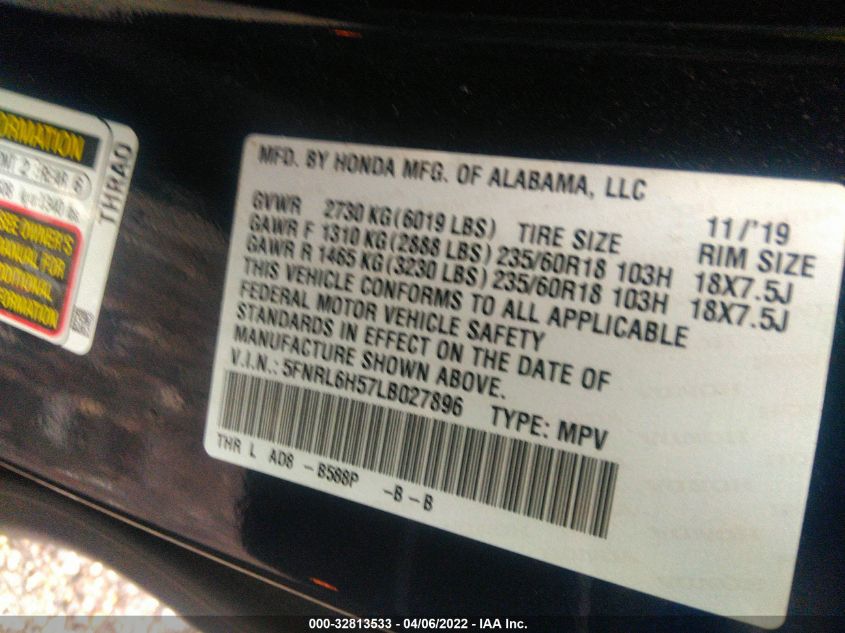 ORMATION
THRAD
SEE OWNER'S
MANUAL FOR
ADDITIONAL
FORMATION
MFD. BY HONDA MFG. OF ALABAMA, LLC
11/'19
GVWR 2730 KG (6019 LBS) TIRE SIZE RIM SIZE
GAWR F 1310 KG (2888 LBS) 235/60R18 103H 18X7.5J
GAWR R 1465 KG (3230 LBS) 235/60R18 103H 18X7.5J
THIS VEHICLE CONFORMS TO ALL APPLICABLE
FEDERAL MOTOR VEHICLE SAFETY
STANDARDS IN EFFECT ON THE DATE OF
MANUFACTURE SHOWN ABOVE.
V.I.N.: 5FNRL6H57LB027896 TYPE: MPV
THR L AD8 -B588P -B-B
000-32813533 - 04/06/2022 - IAA Inc.